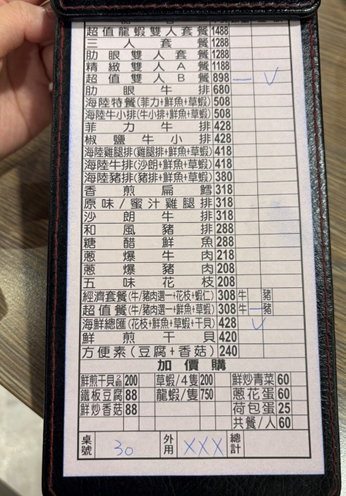 超值龍蝦雙人套餐 1488
三人套餐 1288
肋眼雙人套餐 1288
精緻雙人A餐 1188
超值雙人B餐 898 一 V
肋眼牛排 680
海陸特餐(菲力+鮮魚+草蝦) 508
海陸牛小排(牛小排+鮮魚+草蝦) 508
菲力牛排 428
椒鹽牛小排 428
海陸雞腿排(雞腿排+鮮魚+草蝦) 418
海陸牛排(沙朗+鮮魚+草蝦) 418
海陸豬排(豬排+鮮魚+草蝦) 380
香煎扁鱈 318
原味/蜜汁雞腿排 318
沙朗牛排 318
和風豬排 288
糖醋鮮魚 288
蔥爆牛肉 218
蔥爆豬肉 208
五味花枝 208
經濟套餐(牛/豬肉選一+花枝+蝦仁) 308 牛 豬
超值套餐(牛/豬肉選一+鮮魚+草蝦) 308 牛 一 豬
海鮮總匯(花枝+鮮魚+草蝦+干貝) 428 V
鮮煎干貝 420
方便素(豆腐+香菇) 240
加價購
鮮煎干貝2顆 200 草蝦/4隻 200 鮮炒青菜 60
鐵板豆腐 88 龍蝦/隻 750 蔥花蛋 60
鮮炒香菇 88 荷包蛋 25
共餐/人 60
桌號 30 外用 XXX 總計